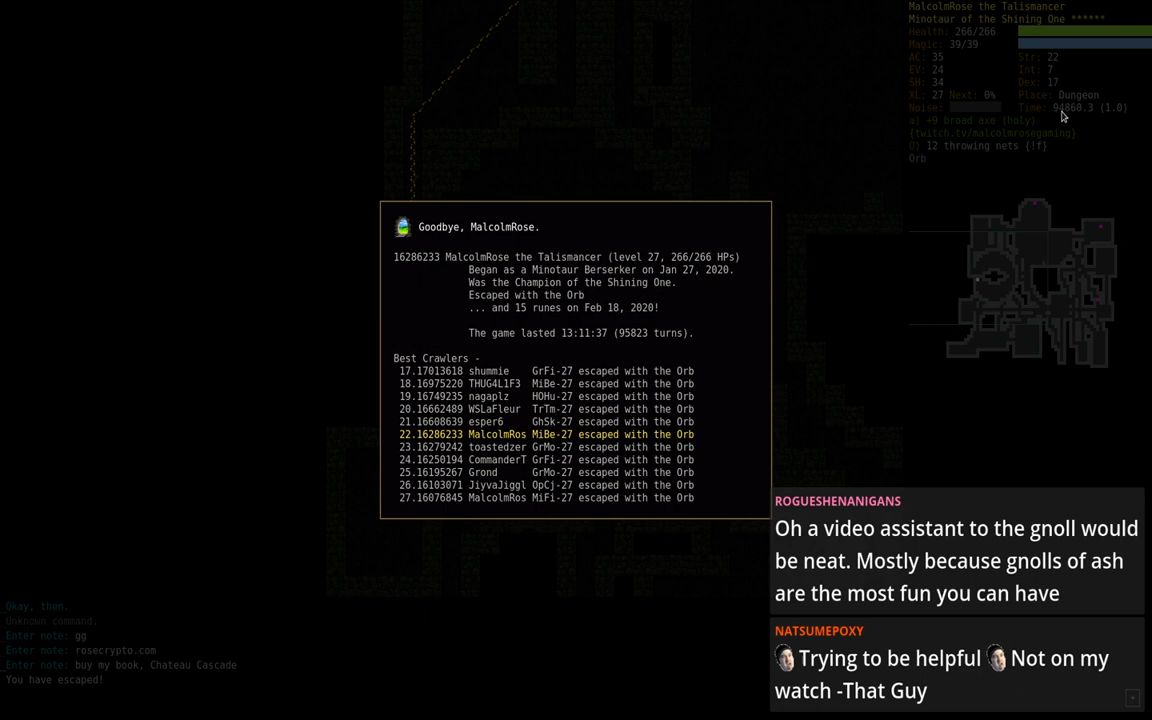 MalcolmRose the Talismancer
Minotaur of the Shining One ******
Health: 266/266
Magic: 39/39
AC: 35 Str: 22
EV: 24 Int: 7
SH: 34 Dex: 17
XL: 27 Next: 0% Place: Dungeon
Noise: Time: 94860.3 (1.0)
a) +9 broad axe (holy)
{twitch.tv/malcolmrosegaming}
O) 12 throwing nets {!f}
Orb
Goodbye, MalcolmRose.
16286233 MalcolmRose the Talismancer (level 27, 266/266 HPs)
Began as a Minotaur Berserker on Jan 27, 2020.
Was the Champion of the Shining One.
Escaped with the Orb
... and 15 runes on Feb 18, 2020!
The game lasted 13:11:37 (95823 turns).
Best Crawlers -
17.17013618 shummie GrFi-27 escaped with the Orb
18.16975220 THUG4L1F3 MiBe-27 escaped with the Orb
19.16749235 nagaplz HOHu-27 escaped with the Orb
20.16662489 WSLaFleur TrTm-27 escaped with the Orb
21.16608639 esper6 GhSk-27 escaped with the Orb
22.16286233 MalcolmRos MiBe-27 escaped with the Orb
23.16279242 toastedzer GrMo-27 escaped with the Orb
24.16250194 CommanderT GrFi-27 escaped with the Orb
25.16195267 Grond GrMo-27 escaped with the Orb
26.16103071 JiyvaJiggl OpCj-27 escaped with the Orb
27.16076845 MalcolmRos MiFi-27 escaped with the Orb
ROGUESHENANIGANS
Oh a video assistant to the gnoll would
be neat. Mostly because gnolls of ash
are the most fun you can have
NATSUMEPOXY
Trying to be helpful Not on my
watch -That Guy
Okay, then.
Unknown command.
Enter note: gg
Enter note: rosecrypto.com
Enter note: buy my book, Chateau Cascade
You have escaped!